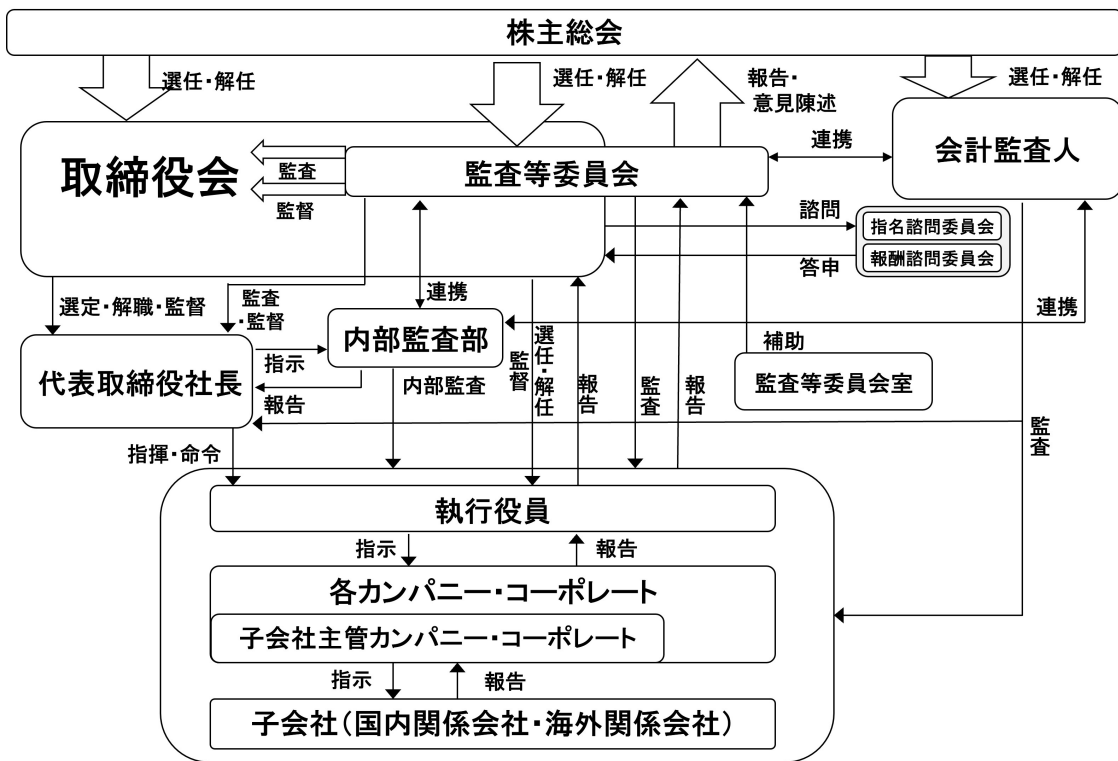 株主総会
選任・解任
選任・解任
報告・
意見陳述
選任・解任
取締役会
監査
監督
監査等委員会
連携
会計監査人
諮問
答申
指名諮問委員会
報酬諮問委員会
選定・解職・監督
監査
・監督
連携
連携
代表取締役社長
指示
報告
内部監査部
内部監査
監督
選任・解任
報告
監査
報告
補助
監査等委員会室
監査
指揮・命令
執行役員
指示
報告
各カンパニー・コーポレート
子会社主管カンパニー・コーポレート
指示
報告
子会社(国内関係会社・海外関係会社)